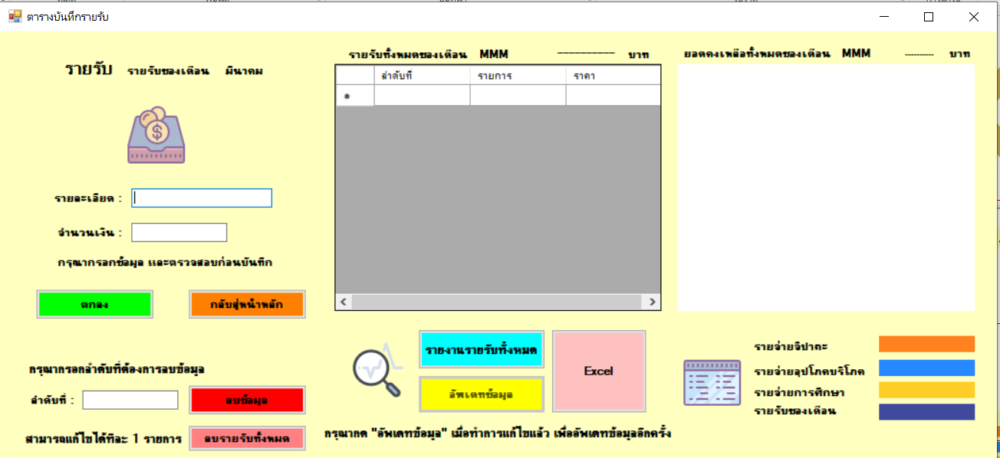 ตารางบันทึกรายรับ
รายรับ รายรับของเดือน มีนาคม
รายละเอียด :
จำนวนเงิน :
กรุณากรอกข้อมูล และตรวจสอบก่อนบันทึก
ตกลง กลับสู่หน้าหลัก
กรุณากรอกลำดับที่ต้องการลบข้อมูล
ลำดับที่ : ลบข้อมูล
สามารถแก้ไขได้ทีละ 1 รายการ ลบรายรับทั้งหมด
รายรับทั้งหมดของเดือน MMM ---------- บาท
ลำดับที่ รายการ ราคา
รายงานรายรับทั้งหมด
อัพเดทข้อมูล
Excel
กรุณากด "อัพเดทข้อมูล" เมื่อทำการแก้ไขแล้ว เพื่ออัพเดทข้อมูลอีกครั้ง
ยอดคงเหลือทั้งหมดของเดือน MMM ---------- บาท
รายจ่ายจิปาถะ
รายจ่ายอุปโภคบริโภค
รายจ่ายการศึกษา
รายรับของเดือน